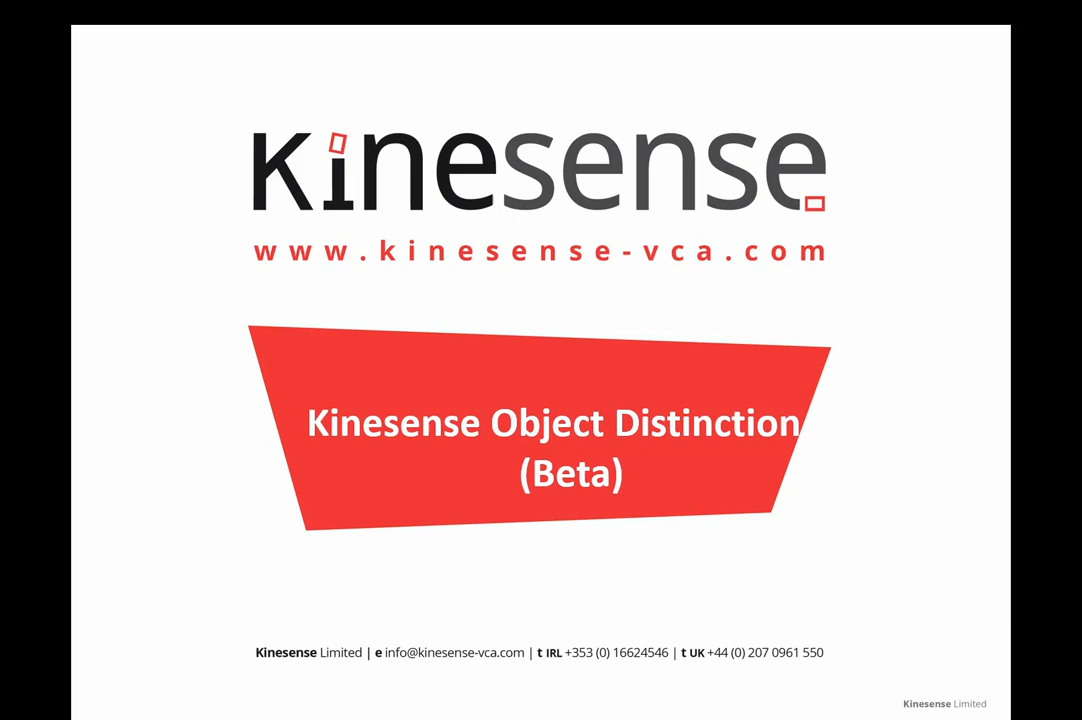 Kinesense
www.kinesense-vca.com
Kinesense Object Distinction
(Beta)
Kinesense Limited | e info@kinesense-vca.com | t IRL +353 (0) 16624546 | t UK +44 (0) 207 0961 550
Kinesense Limited